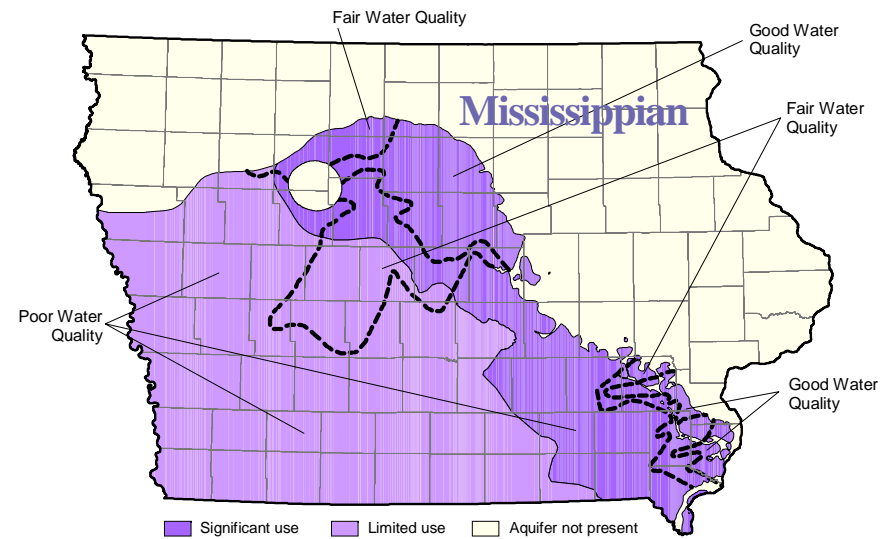 Fair Water Quality
Good Water
Quality
Mississippian
Fair Water
Quality
Poor Water
Quality
Good Water
Quality
Significant use
Limited use
Aquifer not present